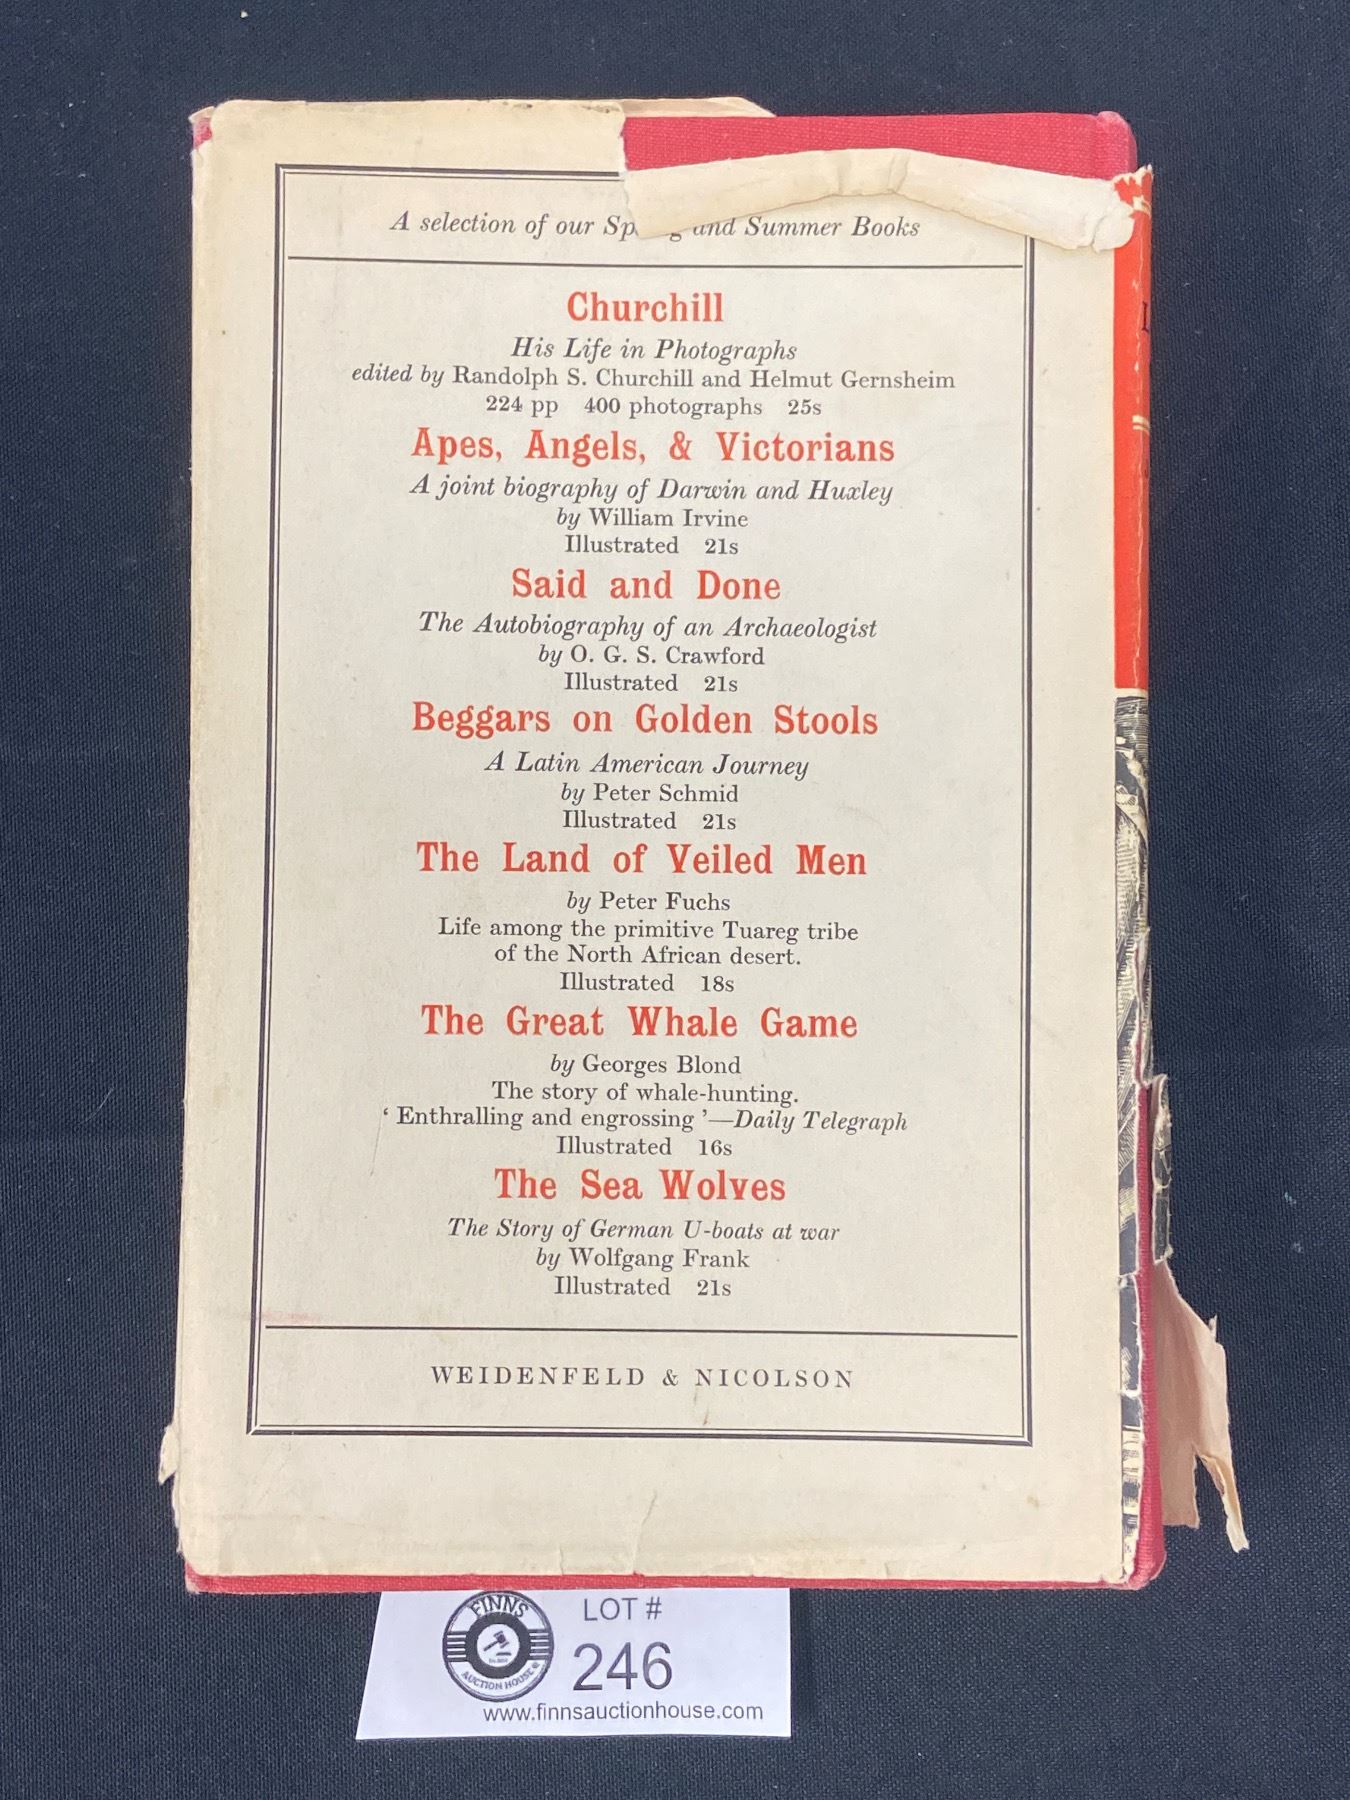 A selection of our and Summer Books
Churchill
His Life in Photographs
edited by Randolph S. Churchill and Helmut Gernsheim
224 pp 400 photographs 25s
Apes, Angels, & Victorians
A joint biography of Darwin and Huxley
by William Irvine
Illustrated 21s
Said and Done
The Autobiography of an Archaeologist
by O. G. S. Crawford
Illustrated 21s
Beggars on Golden Stools
A Latin American Journey
by Peter Schmid
Illustrated 21s
The Land of Veiled Men
by Peter Fuchs
Life among the primitive Tuareg tribe
of the North African desert.
Illustrated 18s
The Great Whale Game
by Georges Blond
The story of whale-hunting.
‘ Enthralling and engrossing ’—Daily Telegraph
Illustrated 16s
The Sea Wolves
The Story of German U-boats at war
by Wolfgang Frank
Illustrated 21s
WEIDENFELD & NICOLSON
FINNS
AUCTION HOUSE
LOT #
246
www.finnsauctionhouse.com